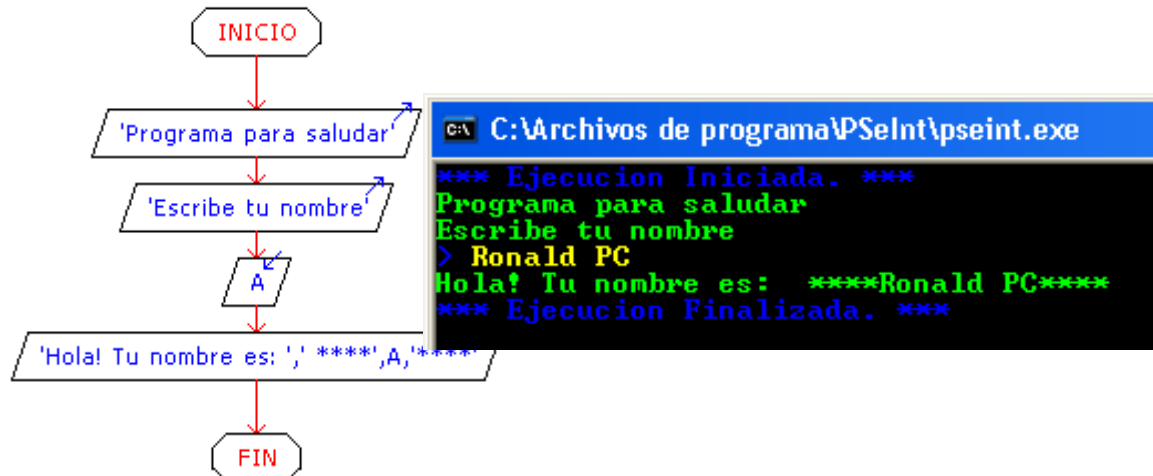 INICIO
'Programa para saludar'
'Escribe tu nombre'
A
'Hola! Tu nombre es: ',' ****',A,'****'
FIN
C:\Archivos de programa\PSeInt\pseint.exe
*** Ejecucion Iniciada. ***
Programa para saludar
Escribe tu nombre
> Ronald PC
Hola! Tu nombre es:  ****Ronald PC****
*** Ejecucion Finalizada. ***